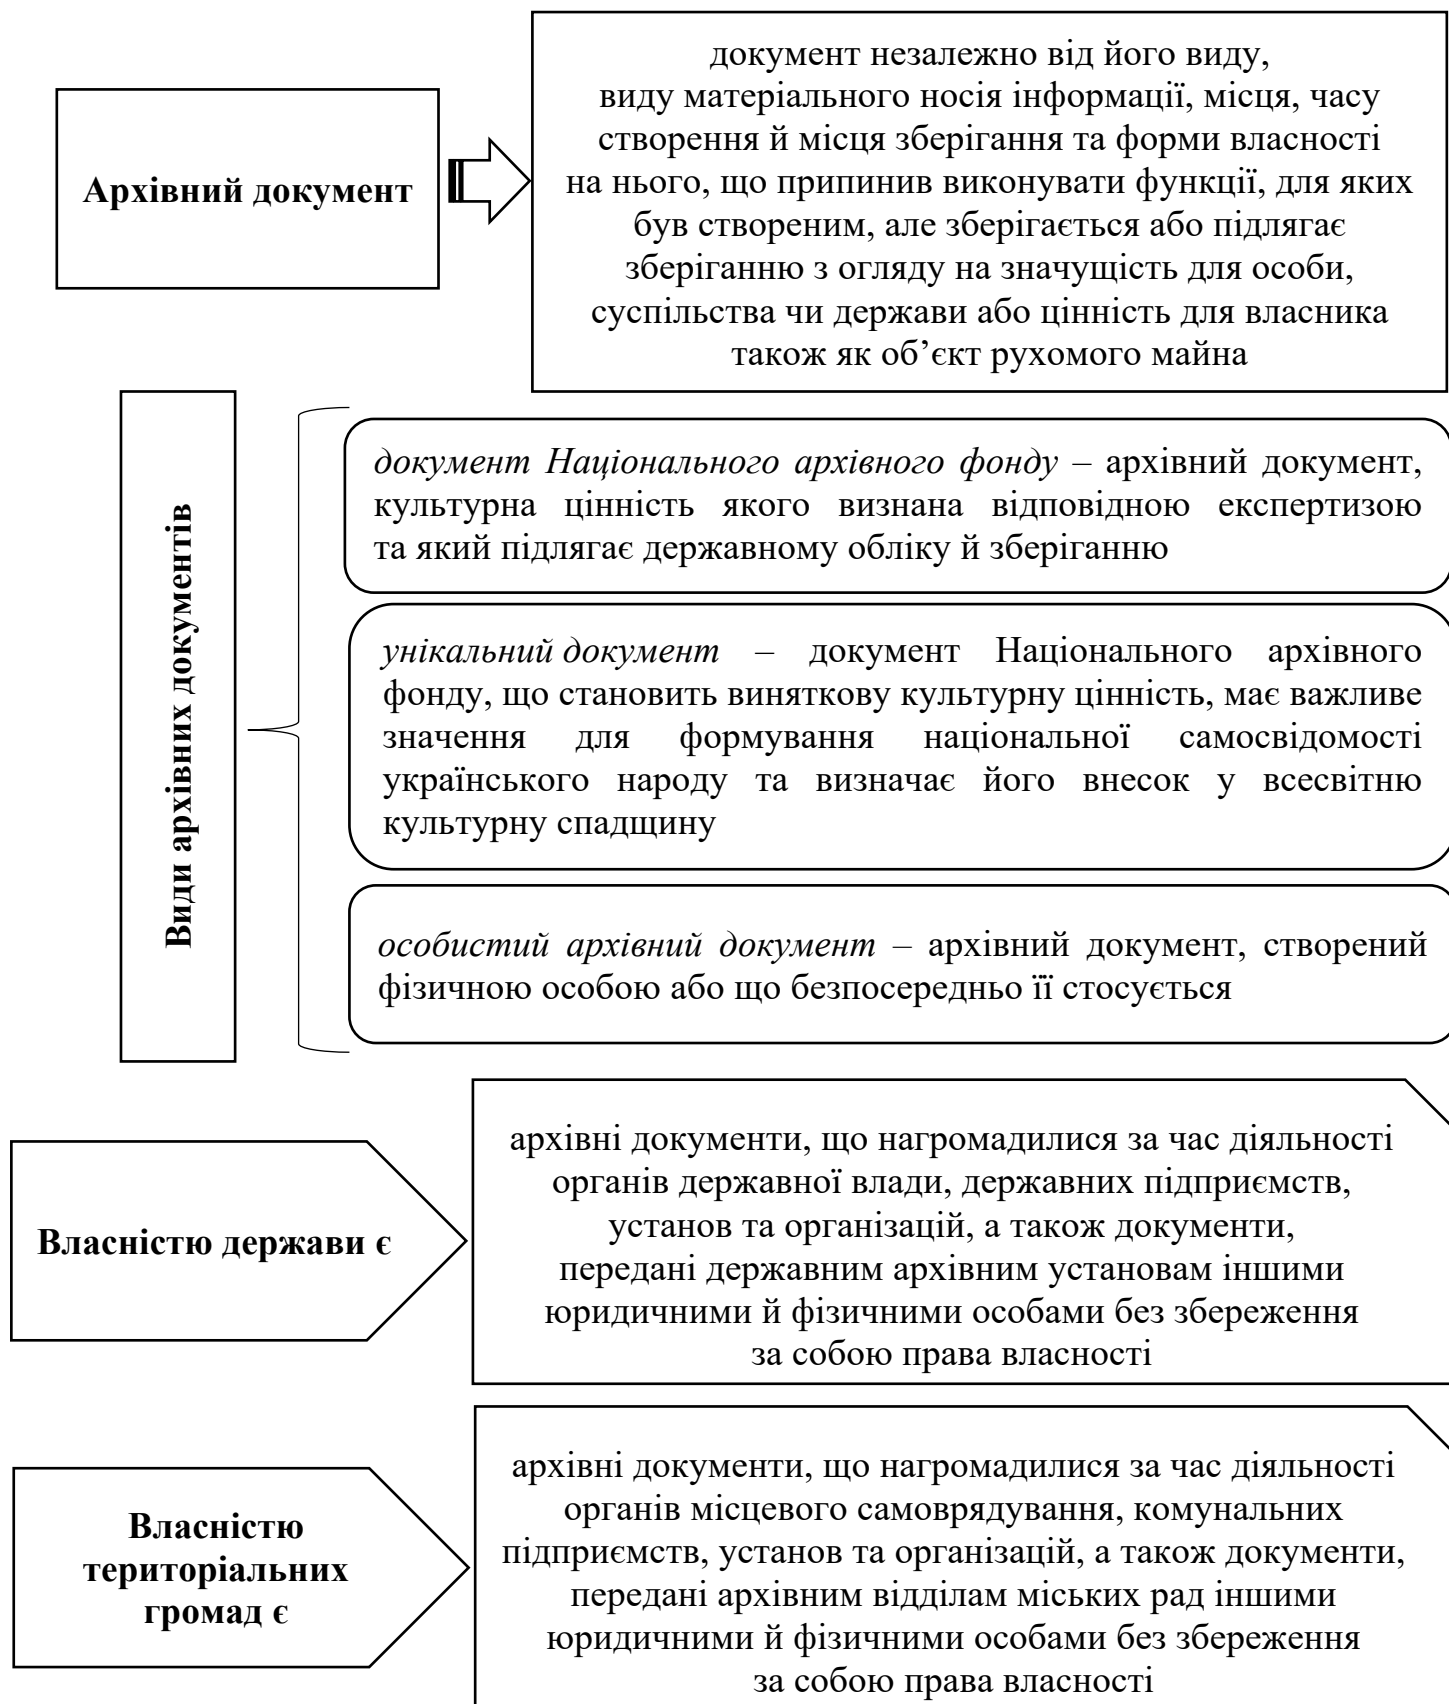 Архівний документ
документ незалежно від його виду,
виду матеріального носія інформації, місця, часу
створення й місця зберігання та форми власності
на нього, що припинив виконувати функції, для яких
був створеним, але зберігається або підлягає
зберіганню з огляду на значущість для особи,
суспільства чи держави або цінність для власника
також як об’єкт рухомого майна
Види архівних документів
документ Національного архівного фонду – архівний документ,
культурна цінність якого визнана відповідною експертизою
та який підлягає державному обліку й зберіганню
унікальний документ – документ Національного архівного
фонду, що становить виняткову культурну цінність, має важливе
значення для формування національної самосвідомості
українського народу та визначає його внесок у всесвітню
культурну спадщину
особистий архівний документ – архівний документ, створений
фізичною особою або що безпосередньо її стосується
Власністю держави є
архівні документи, що нагромадилися за час діяльності
органів державної влади, державних підприємств,
установ та організацій, а також документи,
передані державним архівним установам іншими
юридичними й фізичними особами без збереження
за собою права власності
Власністю
територіальних
громад є
архівні документи, що нагромадилися за час діяльності
органів місцевого самоврядування, комунальних
підприємств, установ та організацій, а також документи,
передані архівним відділам міських рад іншими
юридичними й фізичними особами без збереження
за собою права власності